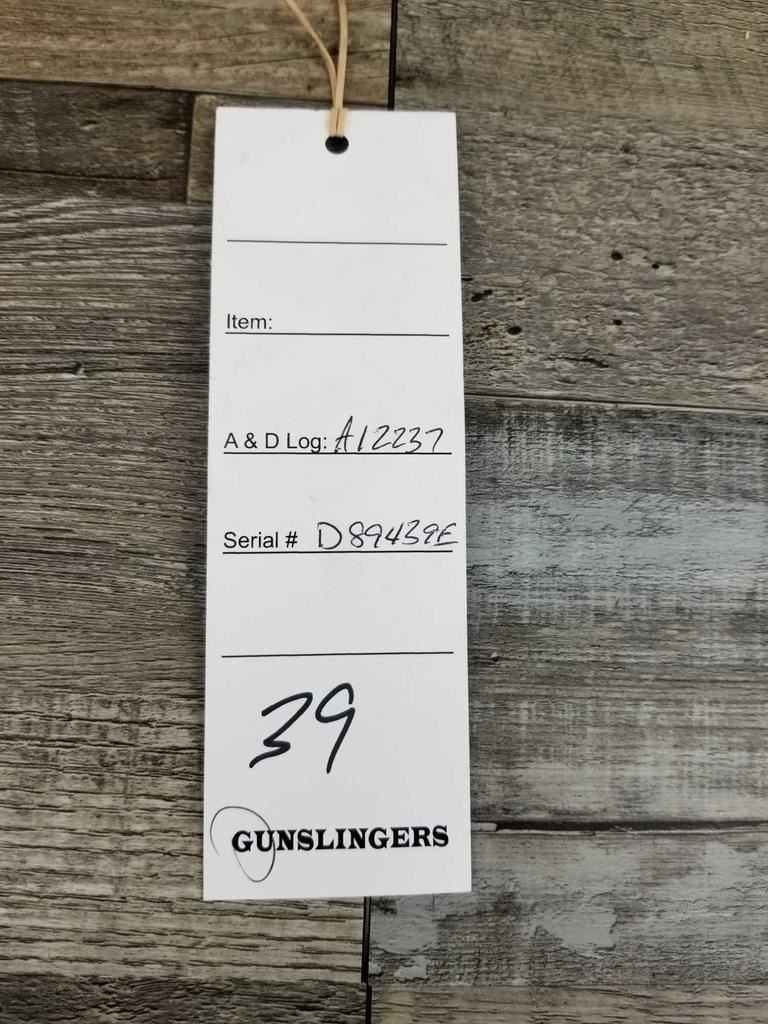 Item:
A & D Log: A12237
Serial # D89439E
39
GUNSLINGERS